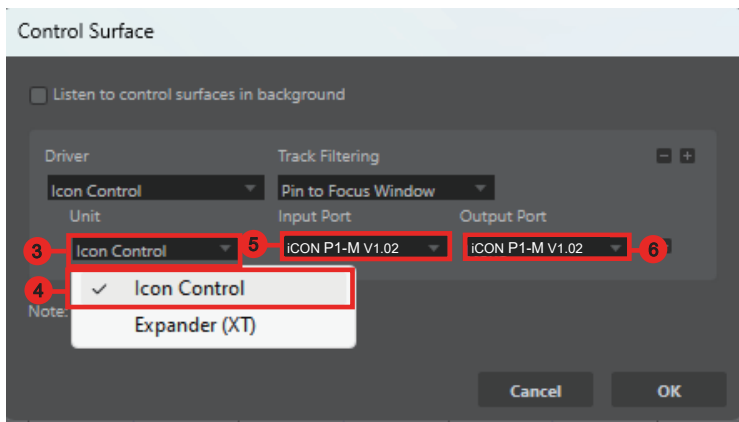 Control Surface
Listen to control surfaces in background
Driver Track Filtering
Icon Control Pin to Focus Window
Unit Input Port Output Port
3 Icon Control 5 iCON P1-M V1.02 iCON P1-M V1.02 6
4 ✓ Icon Control
Note:
Expander (XT)
Cancel OK